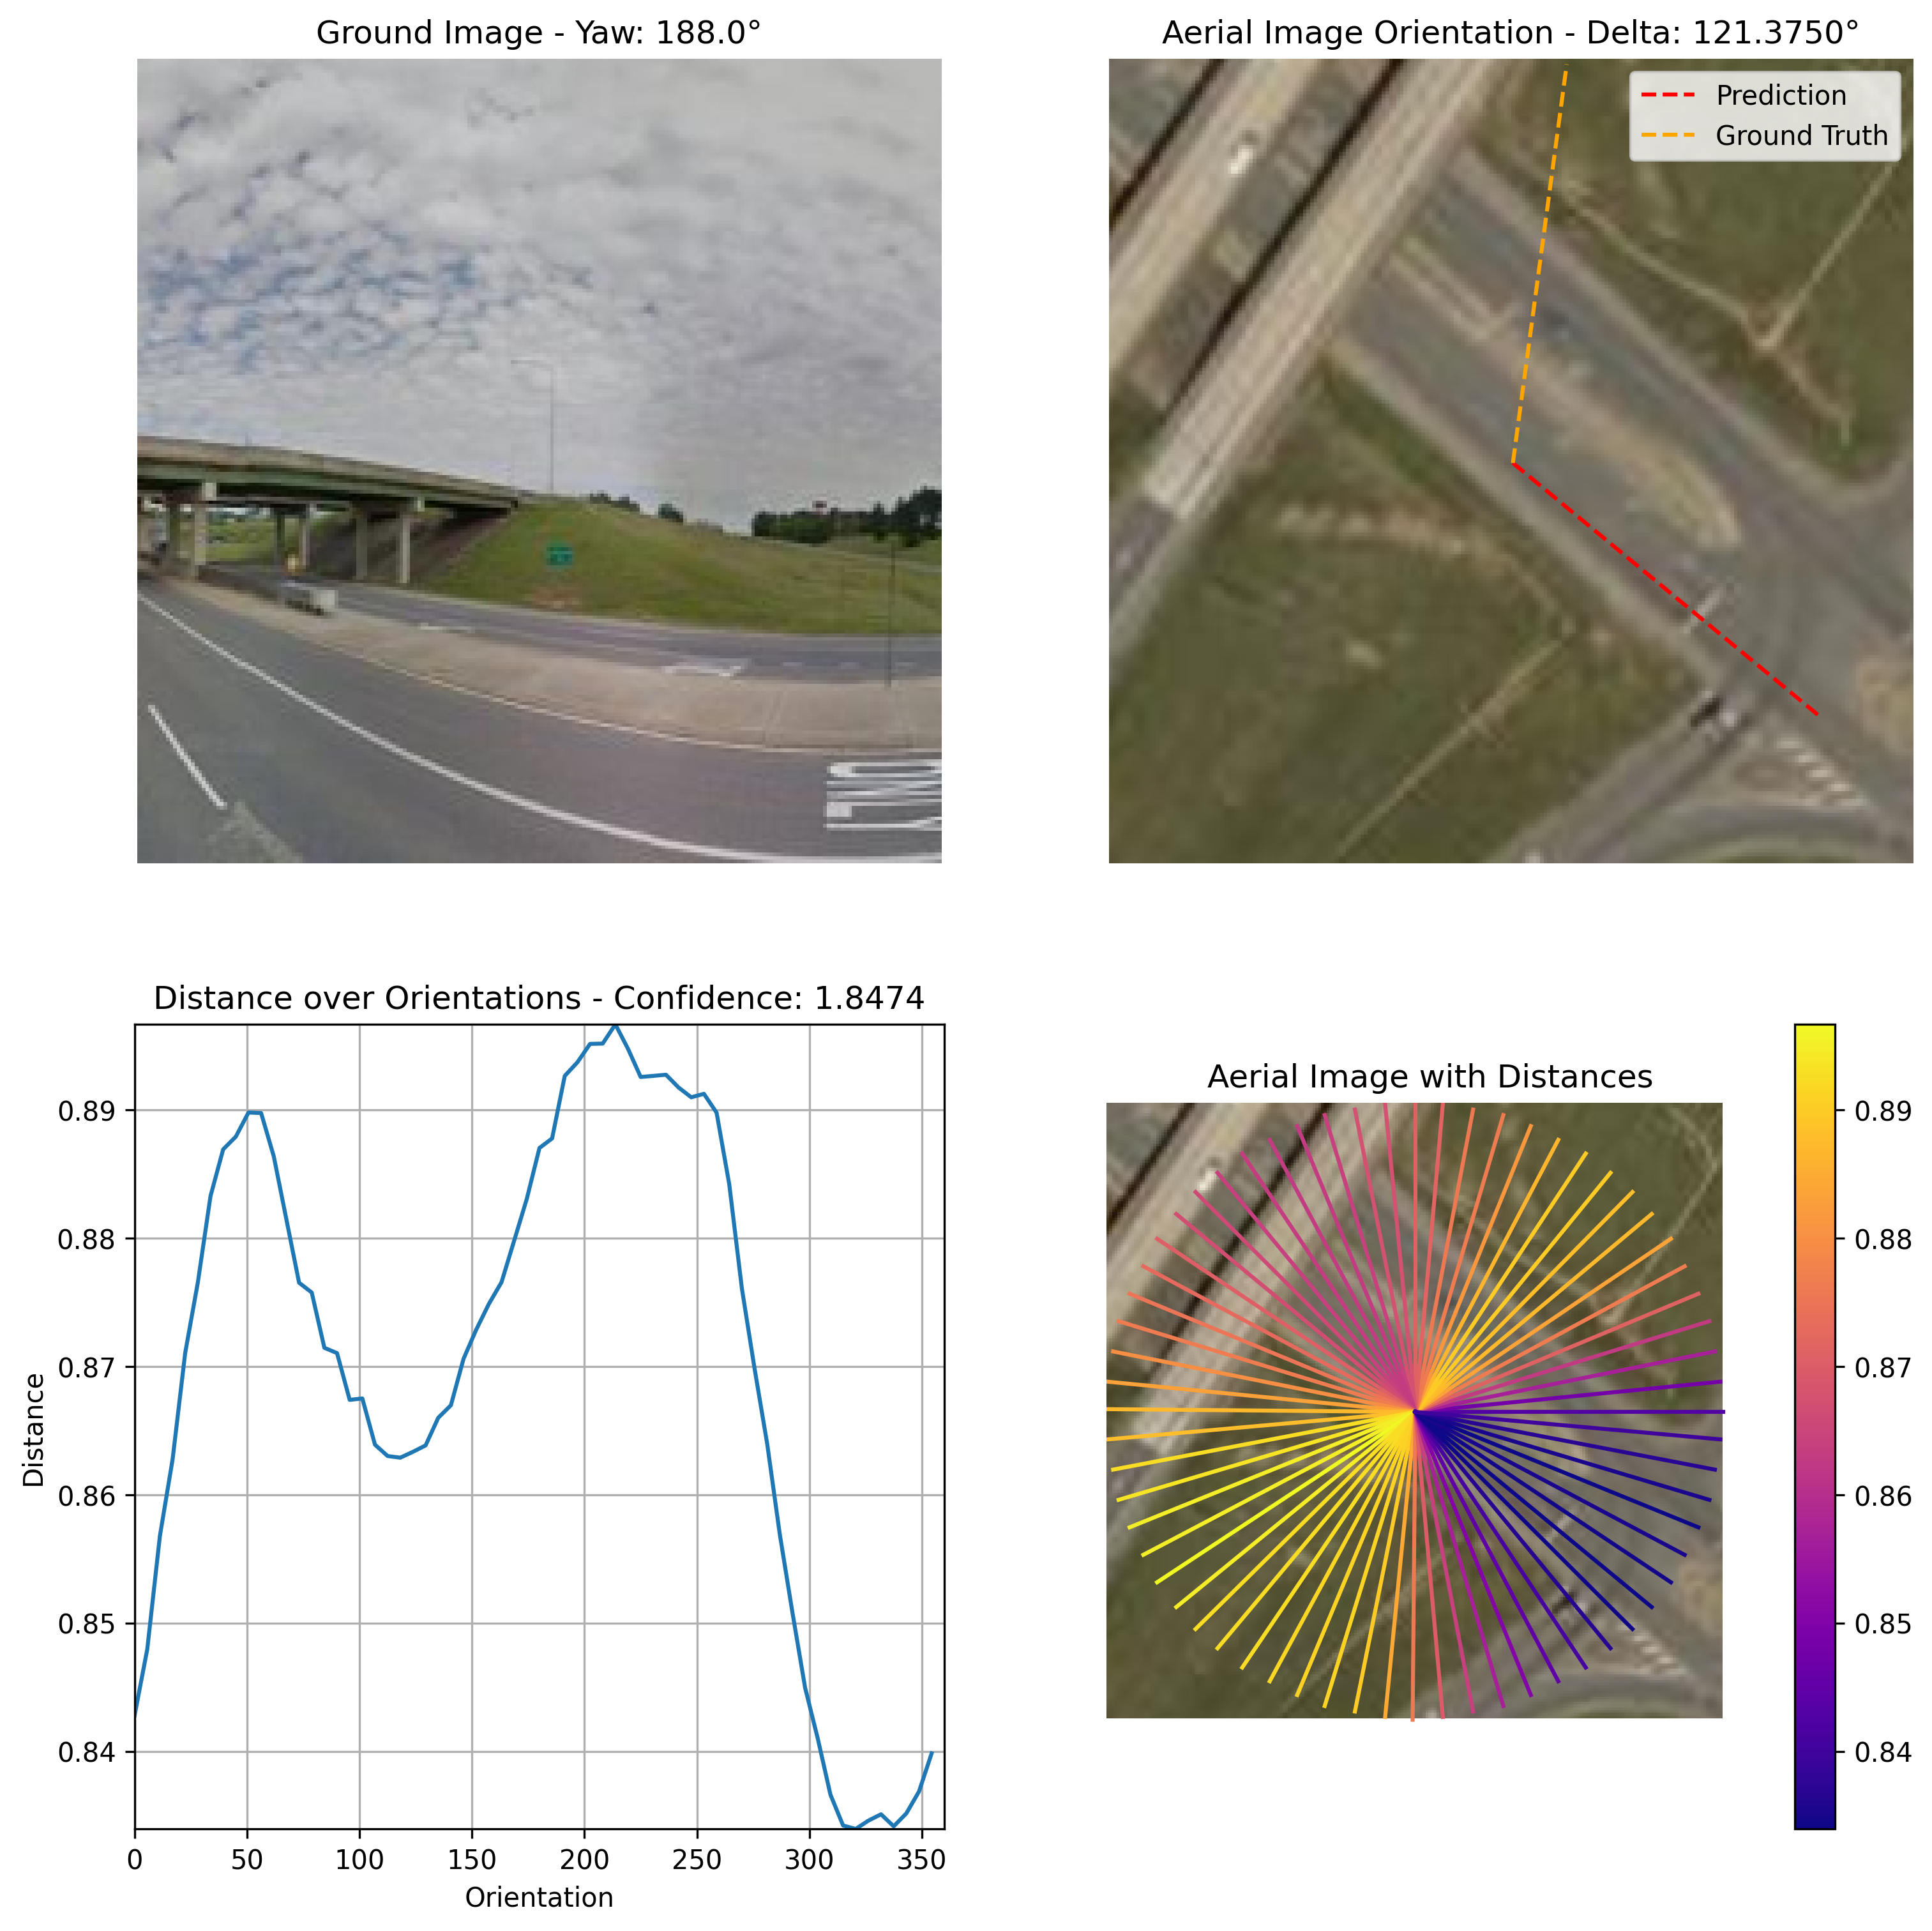 Ground Image - Yaw: 188.0°
Aerial Image Orientation - Delta: 121.3750°
Prediction
Ground Truth
Distance over Orientations - Confidence: 1.8474
0.89
0.88
0.87
0.86
0.85
0.84
Distance
0 50 100 150 200 250 300 350
Orientation
Aerial Image with Distances
0.89
0.88
0.87
0.86
0.85
0.84